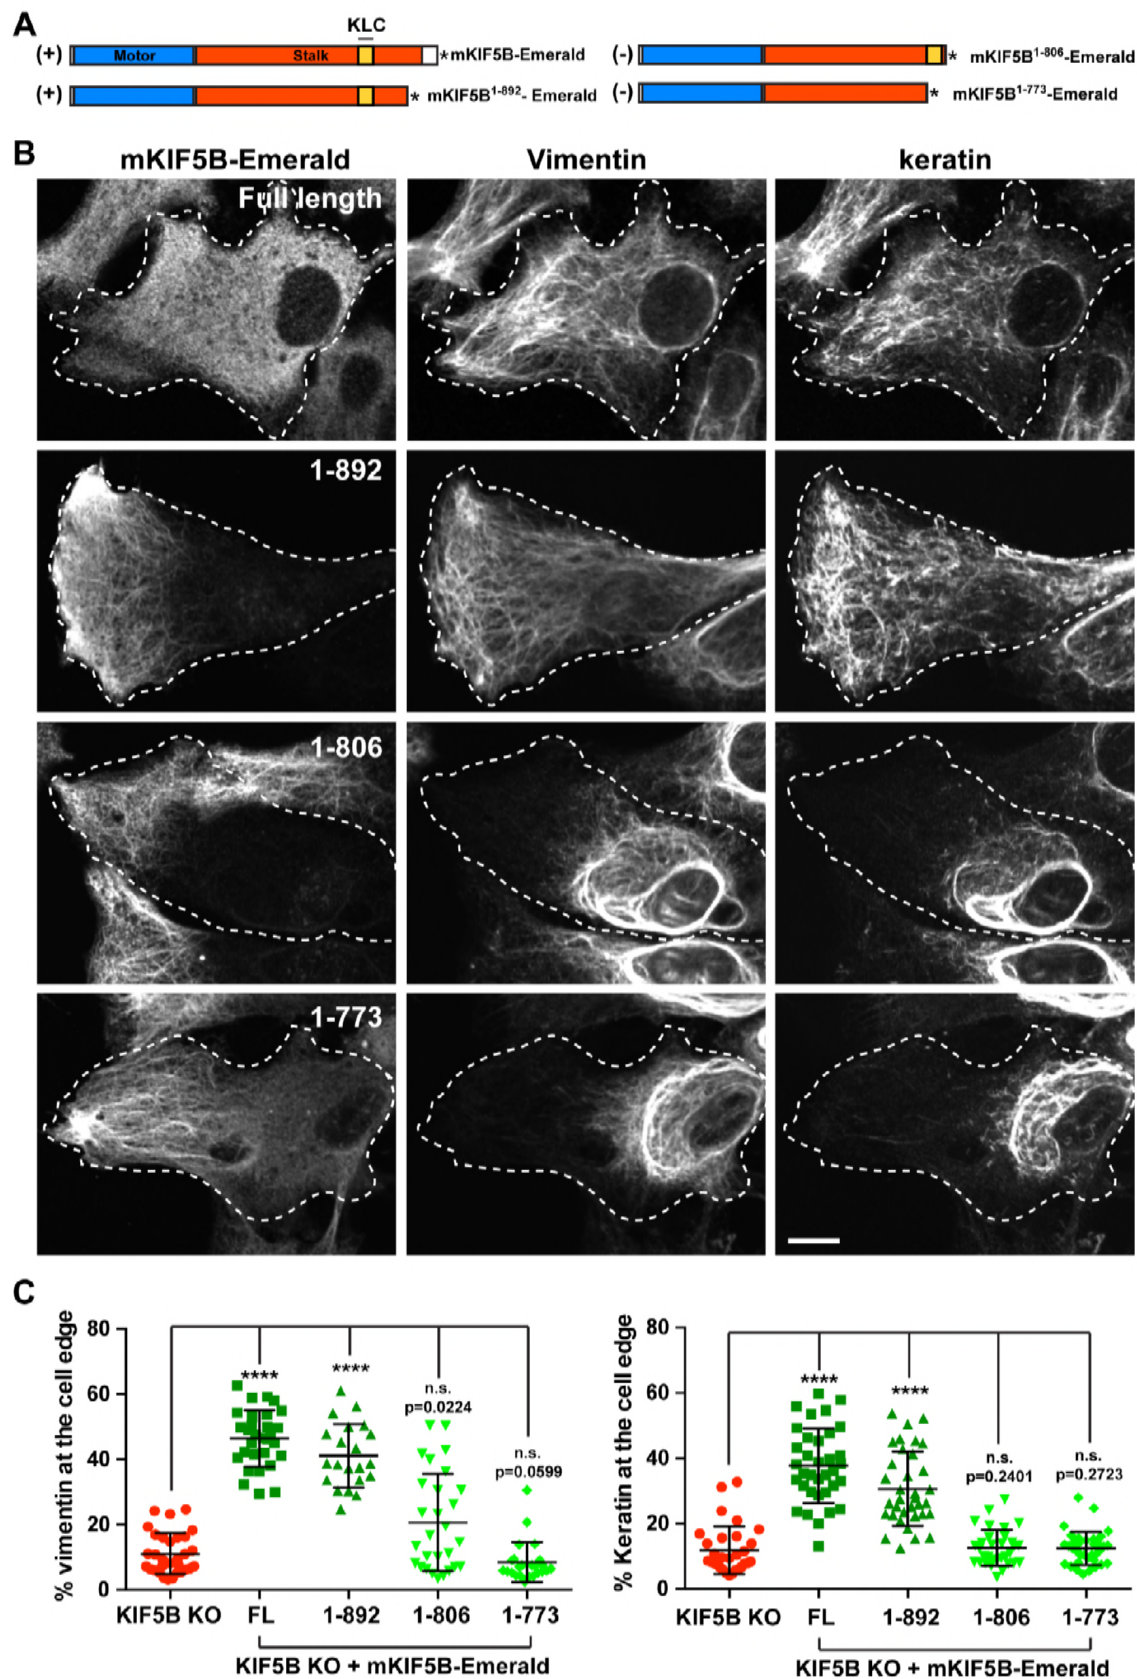 A
KLC
(+) Motor Stalk *mKIF5B-Emerald
(-) * mKIF5B1-806-Emerald
(+) * mKIF5B1-892- Emerald
(-) * mKIF5B1-773-Emerald
B
mKIF5B-Emerald Vimentin keratin
Full length
1-892
1-806
1-773
C
% vimentin at the cell edge
80
60
40
20
0
****
****
n.s.
p=0.0224
n.s.
p=0.0599
KIF5B KO FL 1-892 1-806 1-773
KIF5B KO + mKIF5B-Emerald
% Keratin at the cell edge
80
60
40
20
0
****
****
n.s.
p=0.2401
n.s.
p=0.2723
KIF5B KO FL 1-892 1-806 1-773
KIF5B KO + mKIF5B-Emerald